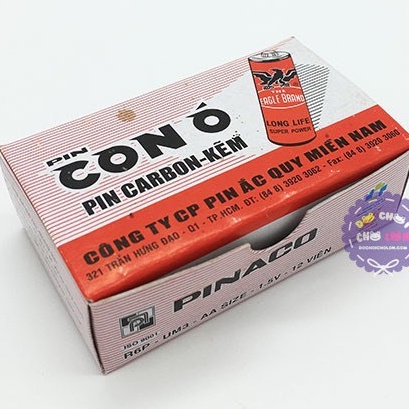 PIN
CON Ó
PIN CARBON-KẼM
THE
EAGLE BRAND
LONG LIFE
SUPER POWER
CÔNG TY CP PIN ẮC QUY MIỀN NAM
321 TRẦN HƯNG ĐẠO - Q1 - TP.HCM. ĐT: (84 8) 3920 3062 - Fax: (84 8) 3920 3060
PINACO
ISO 9001
R6P - UM3 - AA SIZE - 1.5V - 12 VIÊN
CHỢ